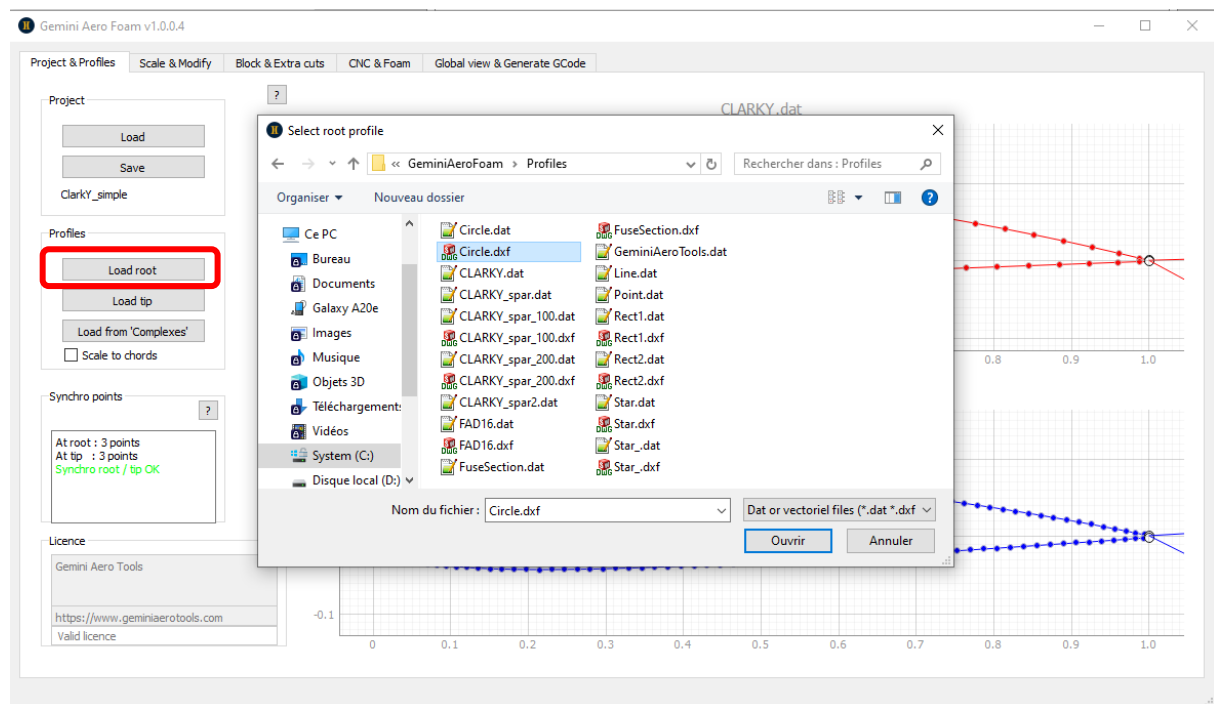 Gemini Aero Foam v1.0.0.4
Project & Profiles Scale & Modify Block & Extra cuts CNC & Foam Global view & Generate GCode
Project
Load
Save
ClarkY_simple
Profiles
Load root
Load tip
Load from 'Complexes'
Scale to chords
Synchro points
?
At root : 3 points
At tip : 3 points
Synchro root / tip OK
Licence
Gemini Aero Tools
https://www.geminiaerotools.com
Valid licence
?
CLARKY.dat
Select root profile
« GeminiAeroFoam > Profiles
Rechercher dans : Profiles
Organiser
Nouveau dossier
?
Ce PC
Bureau
Documents
Galaxy A20e
Images
Musique
Objets 3D
Téléchargements
Vidéos
System (C:)
Disque local (D:)
Circle.dat
Circle.dxf
CLARKY.dat
CLARKY_spar.dat
CLARKY_spar_100.dat
CLARKY_spar_100.dxf
CLARKY_spar_200.dat
CLARKY_spar_200.dxf
CLARKY_spar2.dat
FAD16.dat
FAD16.dxf
FuseSection.dat
FuseSection.dxf
GeminiAeroTools.dat
Line.dat
Point.dat
Rect1.dat
Rect1.dxf
Rect2.dat
Rect2.dxf
Star.dat
Star.dxf
Star_.dat
Star_.dxf
Nom du fichier : Circle.dxf
Dat or vectoriel files (*.dat *.dxf
Ouvrir
Annuler
0.8 0.9 1.0
-0.1
0 0.1 0.2 0.3 0.4 0.5 0.6 0.7 0.8 0.9 1.0